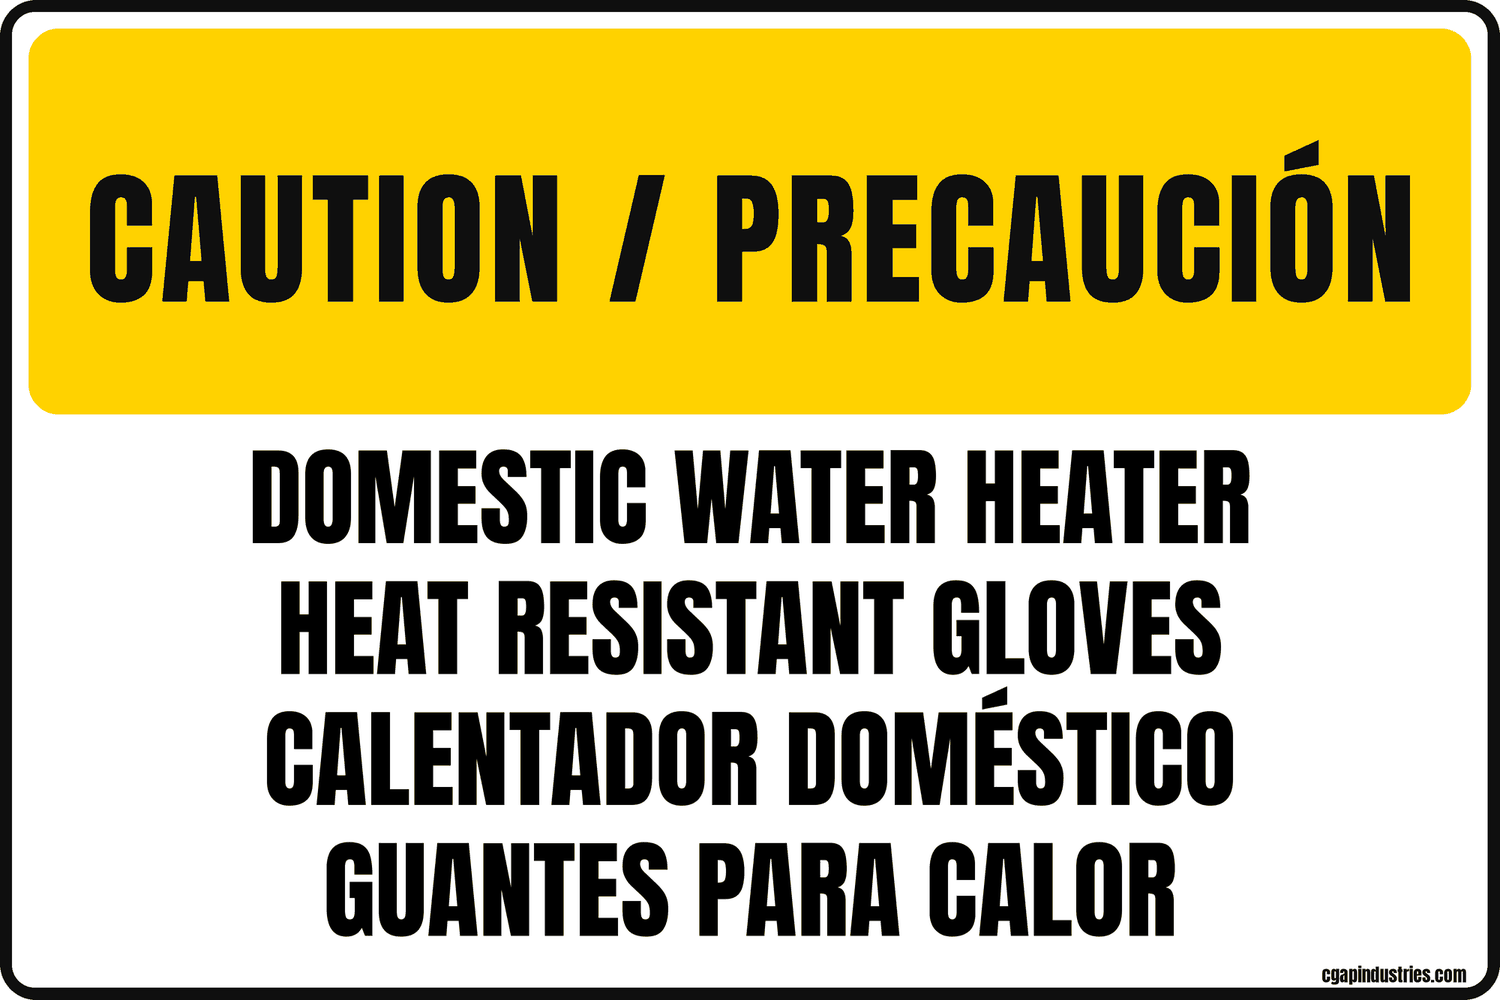 CAUTION / PRECAUCIÓN
DOMESTIC WATER HEATER
HEAT RESISTANT GLOVES
CALENTADOR DOMÉSTICO
GUANTES PARA CALOR
cgapindustries.com